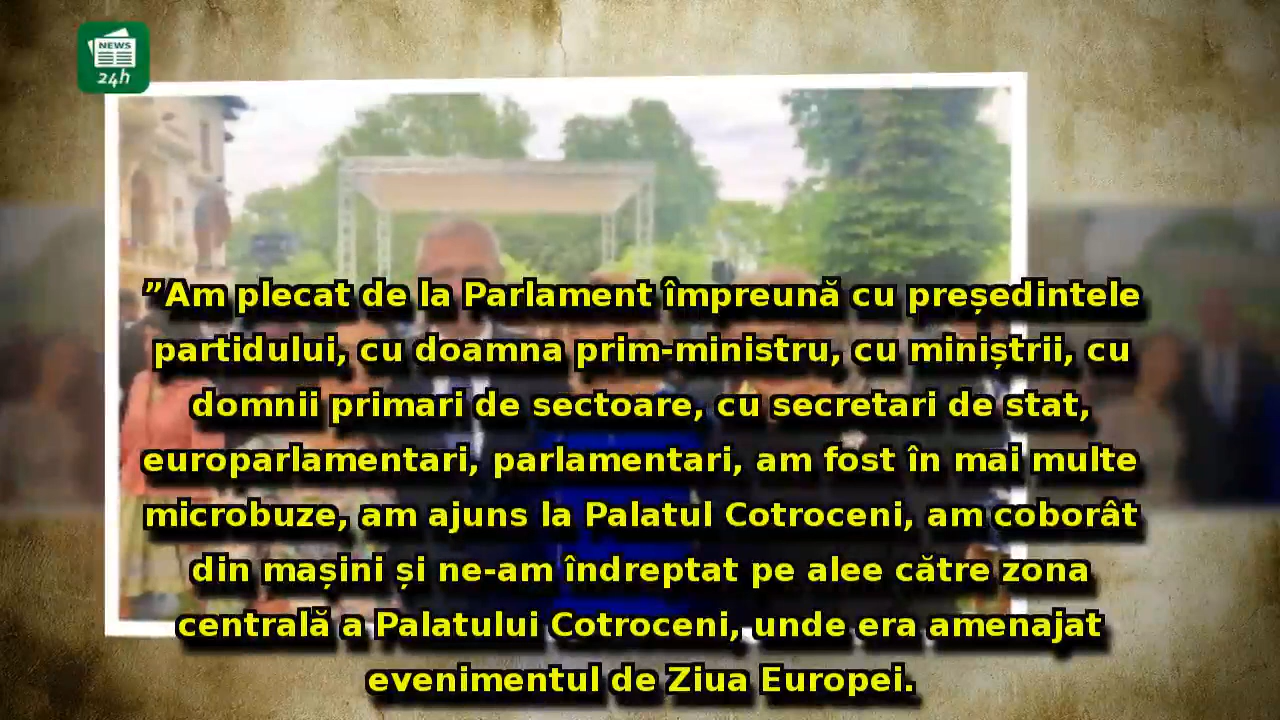 NEWS
24h
”Am plecat de la Parlament împreună cu președintele
partidului, cu doamna prim-ministru, cu miniștrii, cu
domnii primari de sectoare, cu secretari de stat,
europarlamentari, parlamentari, am fost în mai multe
microbuze, am ajuns la Palatul Cotroceni, am coborât
din mașini și ne-am îndreptat pe alee către zona
centrală a Palatului Cotroceni, unde era amenajat
evenimentul de Ziua Europei.